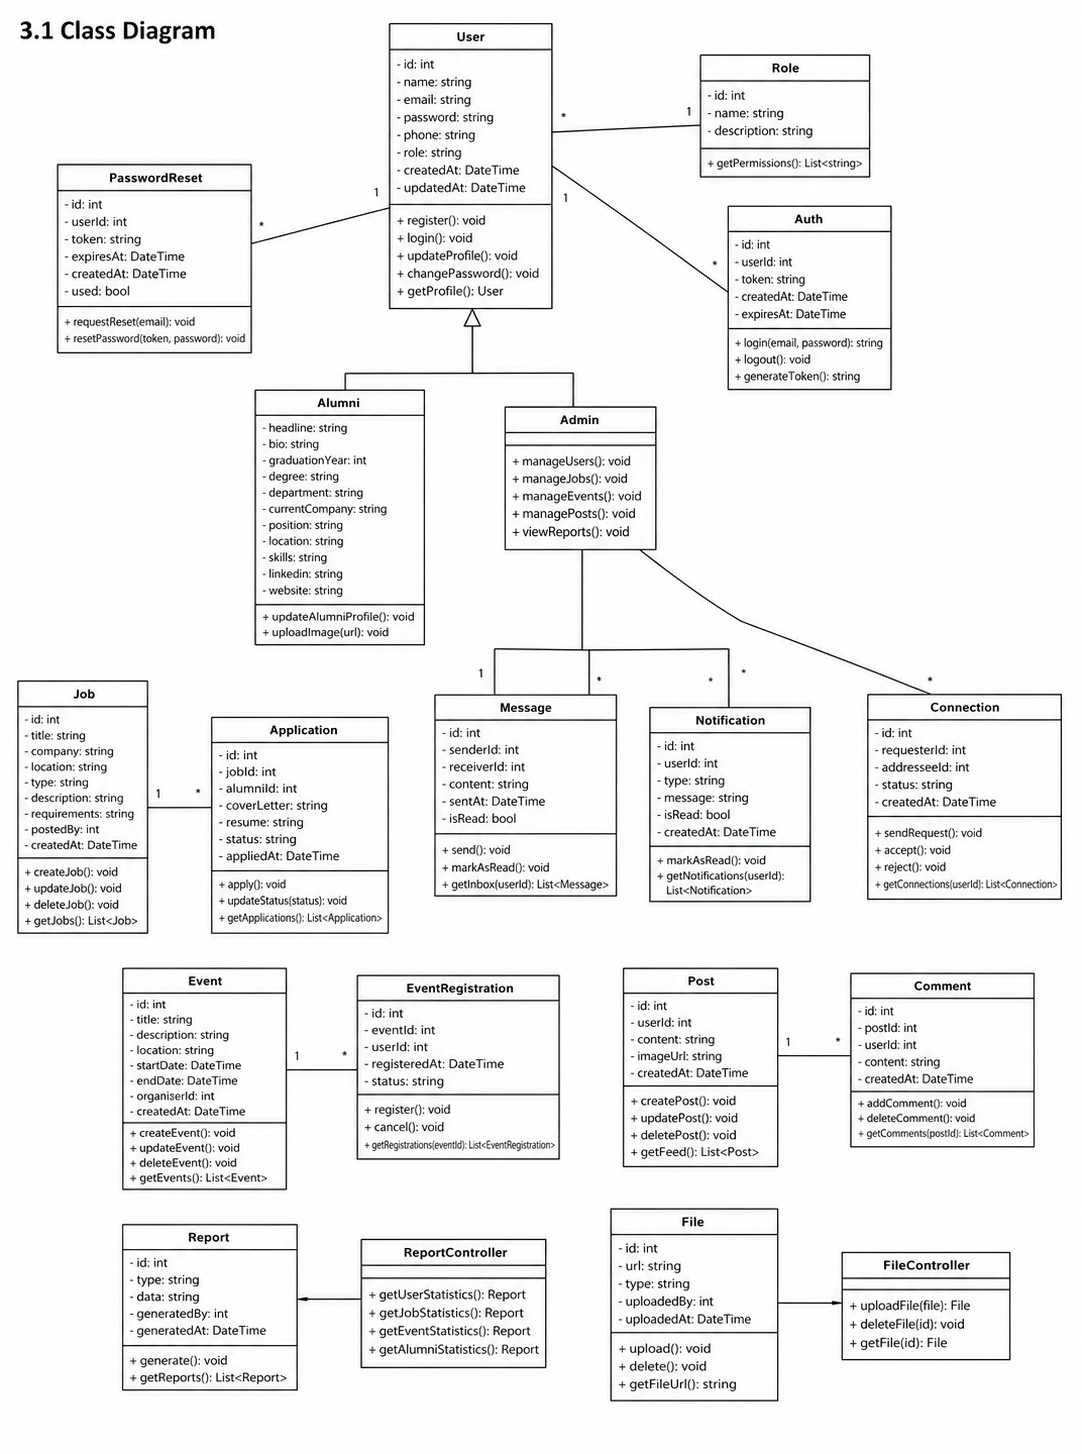 3.1 Class Diagram
User
- id: int
- name: string
- email: string
- password: string
- phone: string
- role: string
- createdAt: DateTime
- updatedAt: DateTime
+ register(): void
+ login(): void
+ updateProfile(): void
+ changePassword(): void
+ getProfile(): User
Role
- id: int
- name: string
- description: string
+ getPermissions(): List<string>
*
1
PasswordReset
- id: int
- userId: int
- token: string
- expiresAt: DateTime
- createdAt: DateTime
- used: bool
+ requestReset(email): void
+ resetPassword(token, password): void
*
1
Auth
- id: int
- userId: int
- token: string
- createdAt: DateTime
- expiresAt: DateTime
+ login(email, password): string
+ logout(): void
+ generateToken(): string
1
*
Alumni
- headline: string
- bio: string
- graduationYear: int
- degree: string
- department: string
- currentCompany: string
- position: string
- location: string
- skills: string
- linkedin: string
- website: string
+ updateAlumniProfile(): void
+ uploadImage(url): void
Admin
+ manageUsers(): void
+ manageJobs(): void
+ manageEvents(): void
+ managePosts(): void
+ viewReports(): void
1
*
*
*
*
Job
- id: int
- title: string
- company: string
- location: string
- type: string
- description: string
- requirements: string
- postedBy: int
- createdAt: DateTime
+ createJob(): void
+ updateJob(): void
+ deleteJob(): void
+ getJobs(): List<Job>
1
*
Application
- id: int
- jobId: int
- alumniId: int
- coverLetter: string
- resume: string
- status: string
- appliedAt: DateTime
+ apply(): void
+ updateStatus(status): void
+ getApplications(): List<Application>
Message
- id: int
- senderId: int
- receiverId: int
- content: string
- sentAt: DateTime
- isRead: bool
+ send(): void
+ markAsRead(): void
+ getInbox(userId): List<Message>
Notification
- id: int
- userId: int
- type: string
- message: string
- isRead: bool
- createdAt: DateTime
+ markAsRead(): void
+ getNotifications(userId):
List<Notification>
Connection
- id: int
- requesterId: int
- addresseeId: int
- status: string
- createdAt: DateTime
+ sendRequest(): void
+ accept(): void
+ reject(): void
+ getConnections(userId): List<Connection>
Event
- id: int
- title: string
- description: string
- location: string
- startDate: DateTime
- endDate: DateTime
- organiserId: int
- createdAt: DateTime
+ createEvent(): void
+ updateEvent(): void
+ deleteEvent(): void
+ getEvents(): List<Event>
1
*
EventRegistration
- id: int
- eventId: int
- userId: int
- registeredAt: DateTime
- status: string
+ register(): void
+ cancel(): void
+ getRegistrations(eventId): List<EventRegistration>
Post
- id: int
- userId: int
- content: string
- imageUrl: string
- createdAt: DateTime
+ createPost(): void
+ updatePost(): void
+ deletePost(): void
+ getFeed(): List<Post>
1
*
Comment
- id: int
- postId: int
- userId: int
- content: string
- createdAt: DateTime
+ addComment(): void
+ deleteComment(): void
+ getComments(postId): List<Comment>
Report
- id: int
- type: string
- data: string
- generatedBy: int
- generatedAt: DateTime
+ generate(): void
+ getReports(): List<Report>
ReportController
+ getUserStatistics(): Report
+ getJobStatistics(): Report
+ getEventStatistics(): Report
+ getAlumniStatistics(): Report
File
- id: int
- url: string
- type: string
- uploadedBy: int
- uploadedAt: DateTime
+ upload(): void
+ delete(): void
+ getFileUrl(): string
FileController
+ uploadFile(file): File
+ deleteFile(id): void
+ getFile(id): File